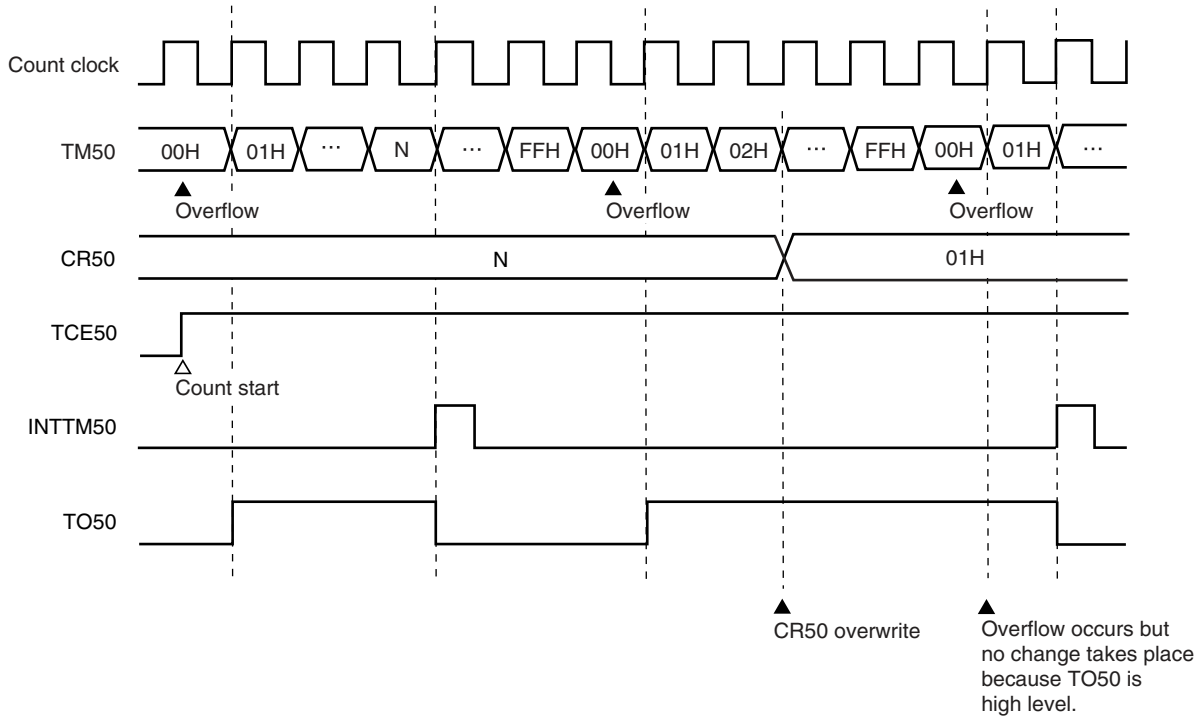 Count clock
TM50 00H 01H ... N ... FFH 00H 01H 02H ... FFH 00H 01H ...
Overflow Overflow Overflow
CR50 N 01H
TCE50
Count start
INTTM50
TO50
CR50 overwrite
Overflow occurs but
no change takes place
because TO50 is
high level.